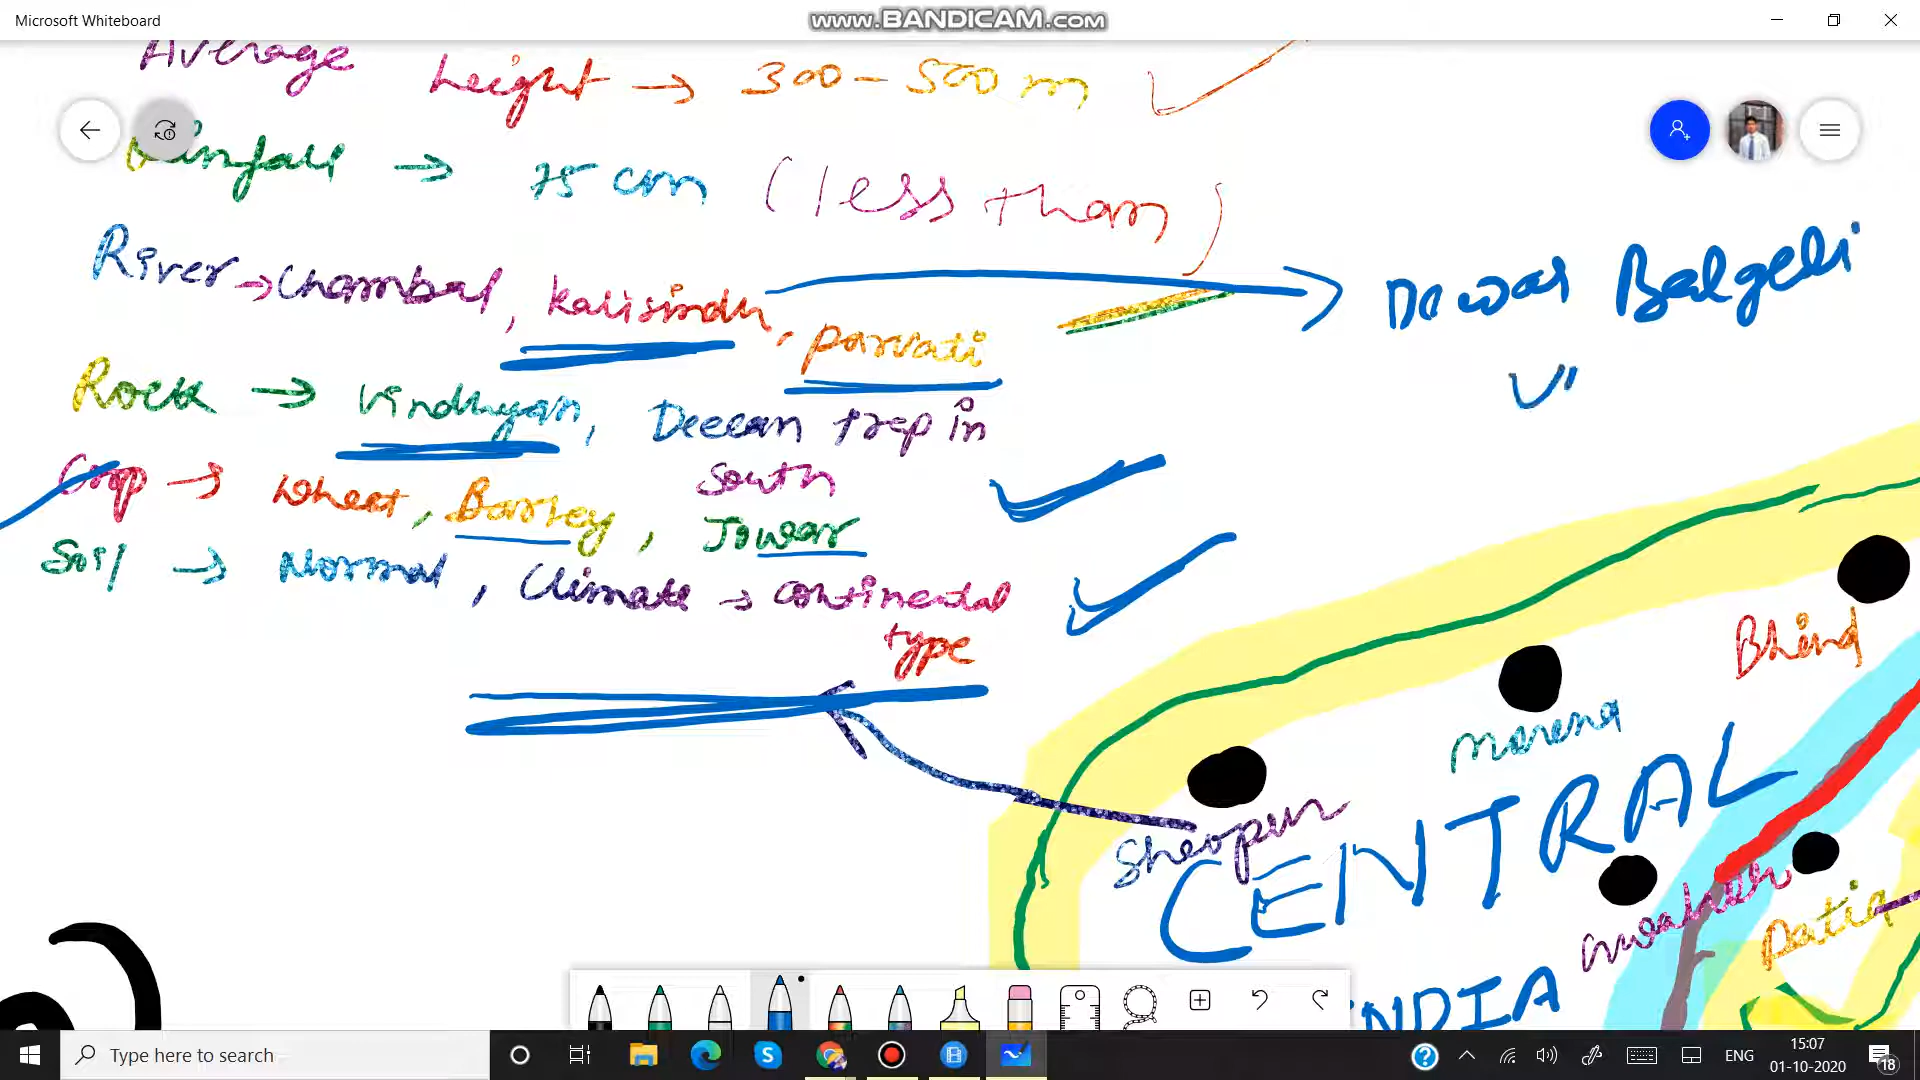 Microsoft Whiteboard
www.BANDICAM.com
Average height → 300 - 500 m
Rainfall → 75 cm (less than)
River → Chambal, Kalisindh, parvati
Dewas
Rock → Vindhyan, Deccan trap in
South
Crop → Wheat, Barley, Jowar
Soil → Normal, Climate → continental
type
Bhind
Morena
Sheopur
CENTRAL
Datia
INDIA
Type here to search
ENG
15:07
01-10-2020
18